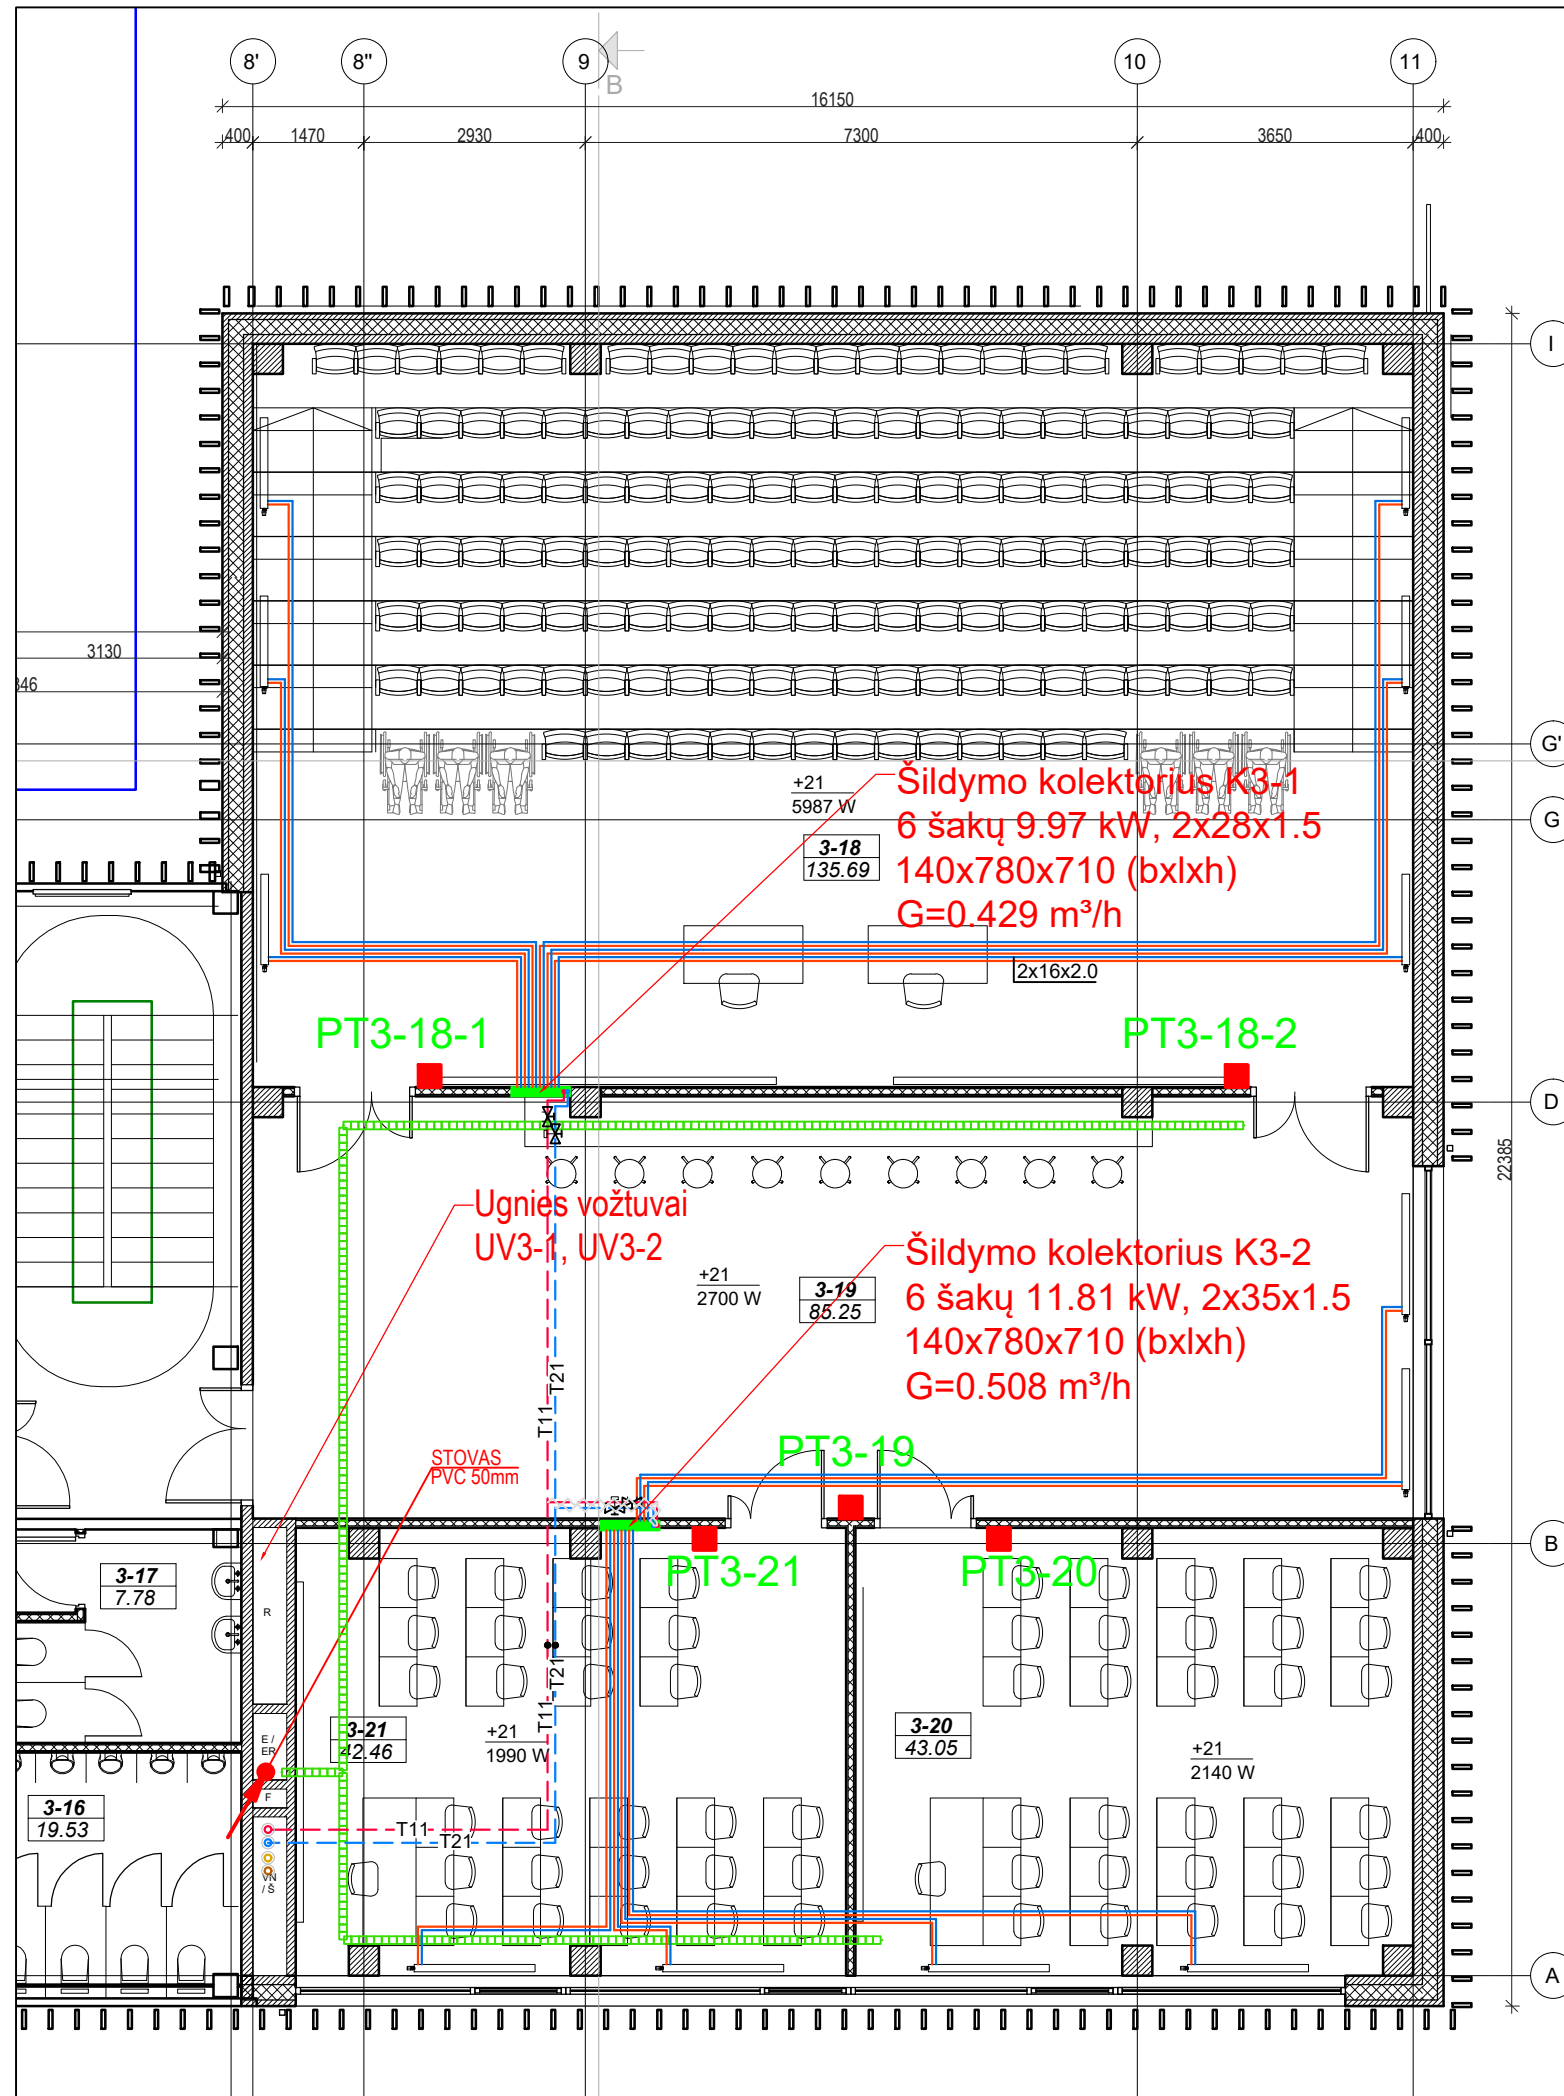 8'
8"
9
10
11
B
16150
400
1470
2930
7300
3650
400
I
3130
346
G'
+21
5987 W
Šildymo kolektorius K3-1
6 šakų 9.97 kW, 2x28x1.5
140x780x710 (bxlxh)
G=0.429 m³/h
G
3-18
135.69
2x16x2.0
PT3-18-1
PT3-18-2
D
22385
Ugnies vožtuvai
UV3-1, UV3-2
Šildymo kolektorius K3-2
6 šakų 11.81 kW, 2x35x1.5
140x780x710 (bxlxh)
G=0.508 m³/h
+21
2700 W
3-19
85.25
T11
T21
STOVAS
PVC 50mm
PT3-19
B
PT3-21
PT3-20
3-17
7.78
R
T11
T21
3-21
42.46
+21
1990 W
3-20
43.05
+21
2140 W
E /
ER
F
3-16
19.53
T11
T21
VN
/ Š
A